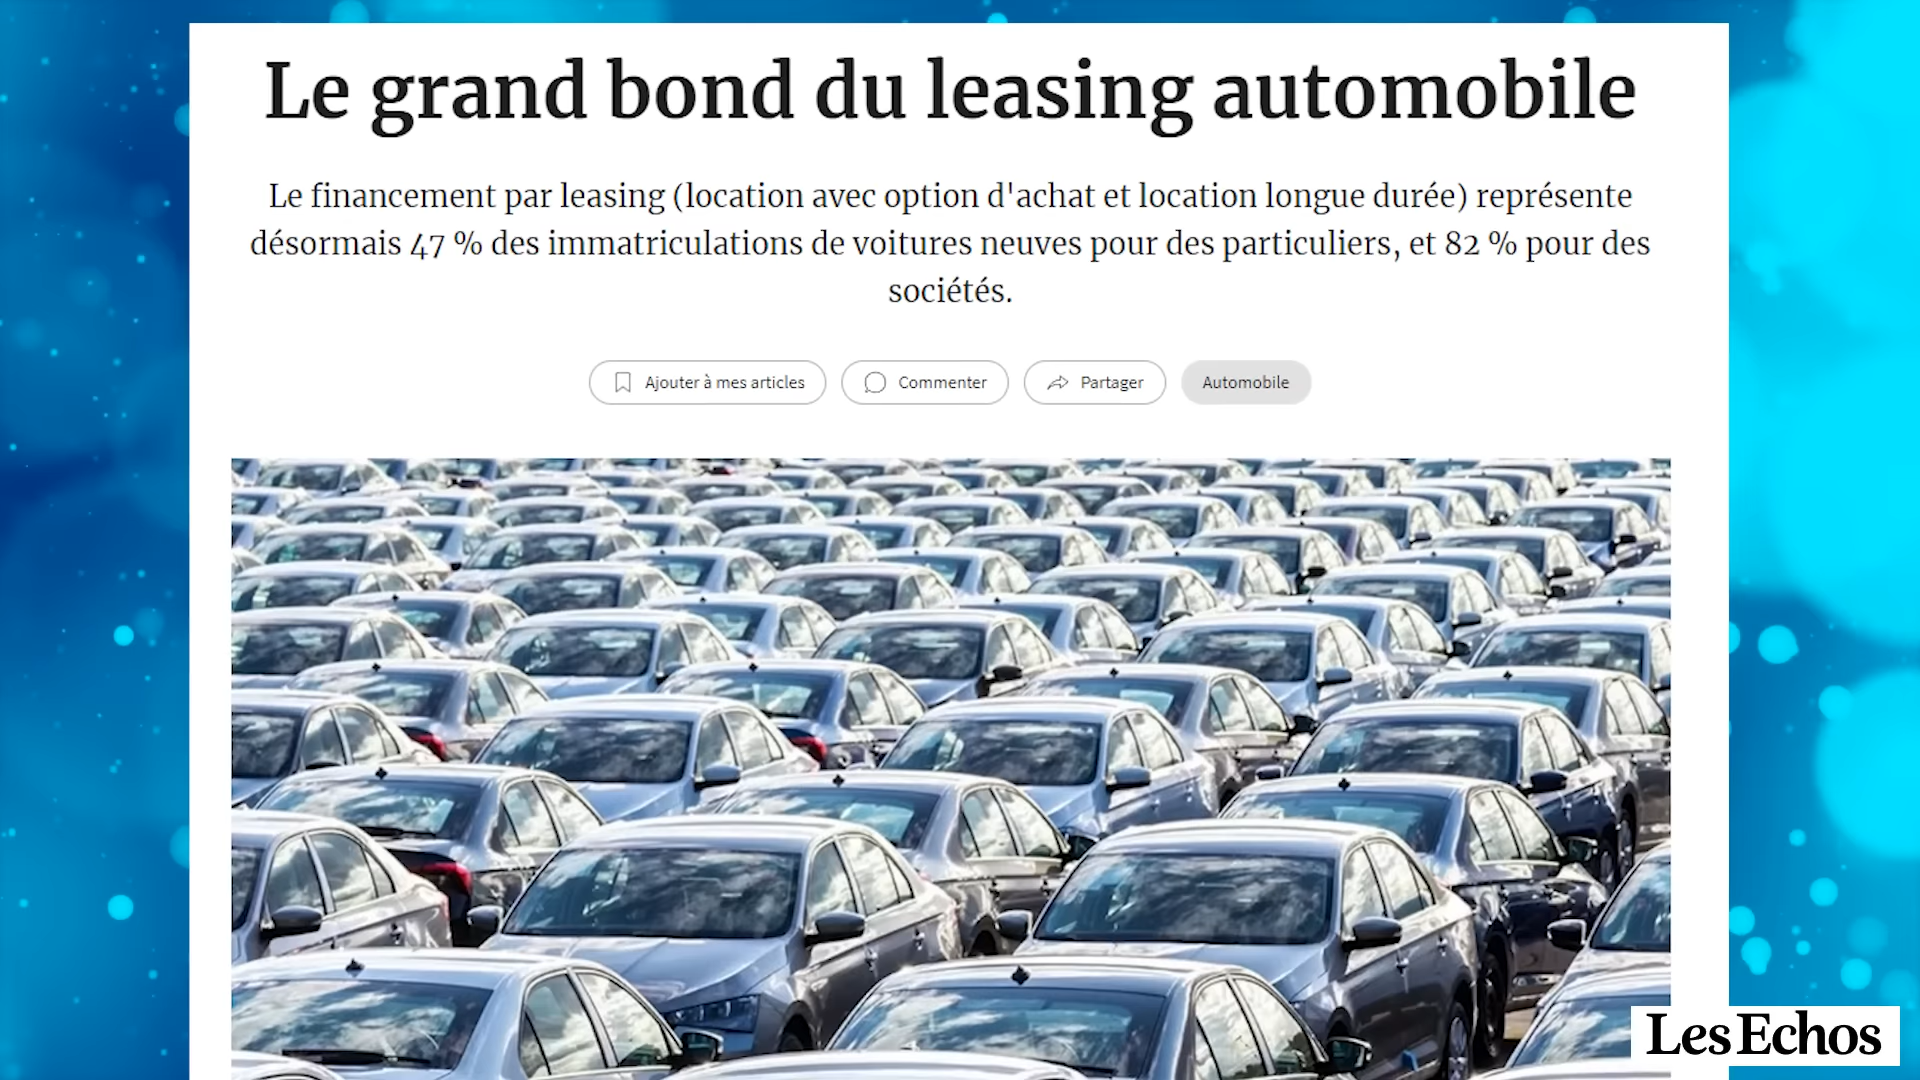 Le grand bond du leasing automobile
Le financement par leasing (location avec option d'achat et location longue durée) représente
désormais 47 % des immatriculations de voitures neuves pour des particuliers, et 82 % pour des
sociétés.
Ajouter à mes articles
Commenter
Partager
Automobile
Les Echos